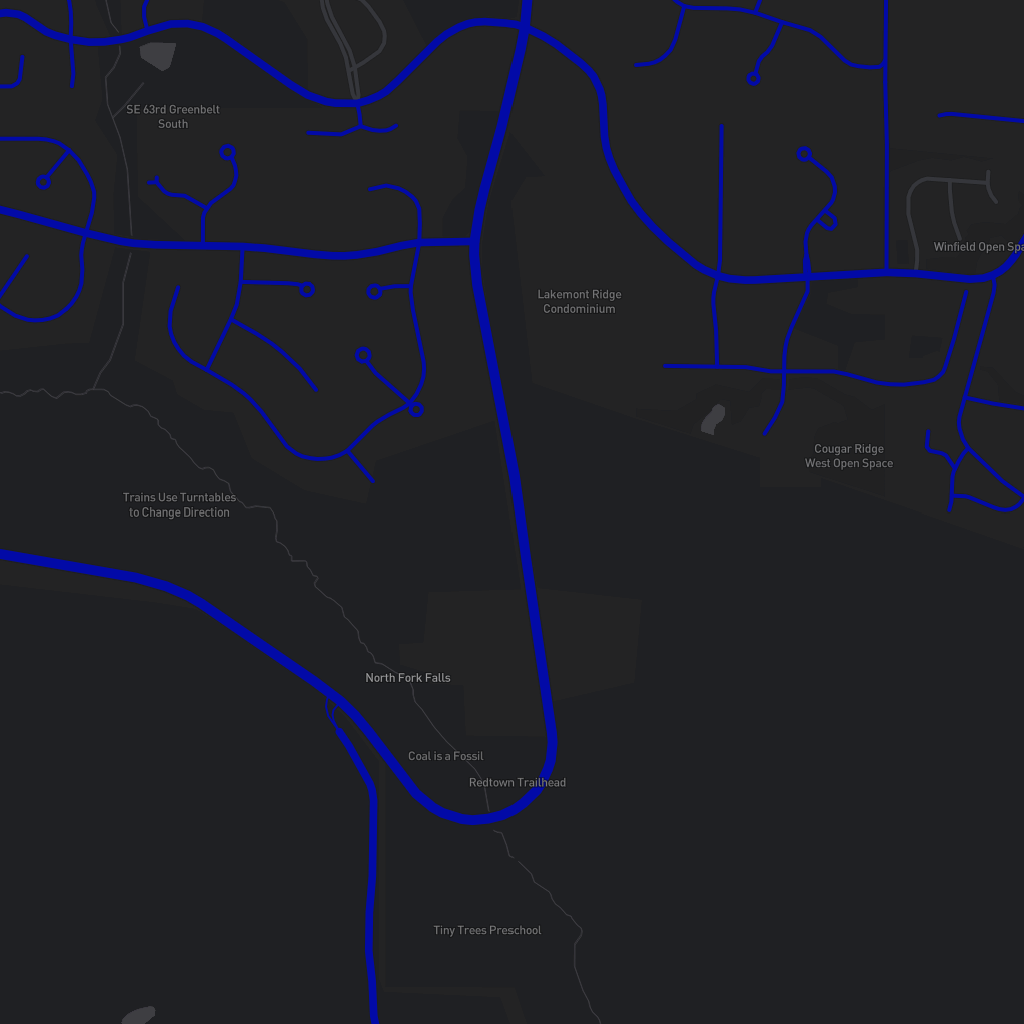 SE 63rd Greenbelt
South
Winfield Open Spa
Lakemont Ridge
Condominium
Cougar Ridge
West Open Space
Trains Use Turntables
to Change Direction
North Fork Falls
Coal is a Fossil
Redtown Trailhead
Tiny Trees Preschool